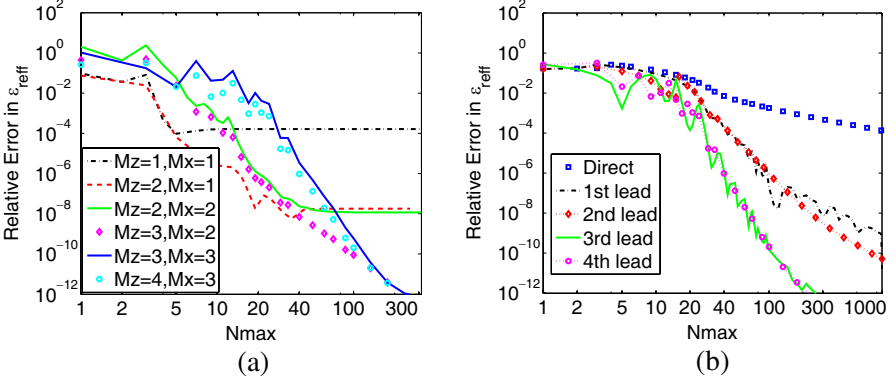 Relative Error in ε_reff
10^0
10^-2
10^-4
10^-6
10^-8
10^-10
10^-12
Mz=1,Mx=1
Mz=2,Mx=1
Mz=2,Mx=2
Mz=3,Mx=2
Mz=3,Mx=3
Mz=4,Mx=3
1 2 5 10 20 40 100 300
Nmax
(a)
Relative Error in ε_reff
10^2
10^0
10^-2
10^-4
10^-6
10^-8
10^-10
10^-12
Direct
1st lead
2nd lead
3rd lead
4th lead
1 2 5 10 20 40 100 300 1000
Nmax
(b)